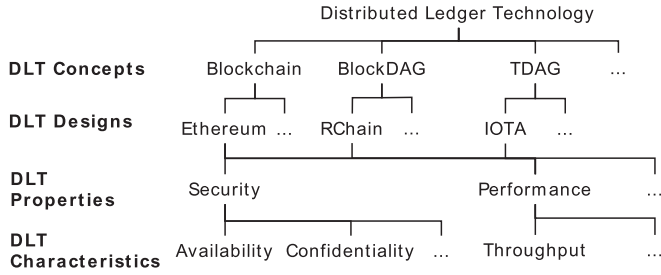 Distributed Ledger Technology
DLT Concepts Blockchain BlockDAG TDAG ...
DLT Designs Ethereum ... RChain ... IOTA ...
DLT
Properties Security Performance ...
DLT
Characteristics Availability Confidentiality ... Throughput ...